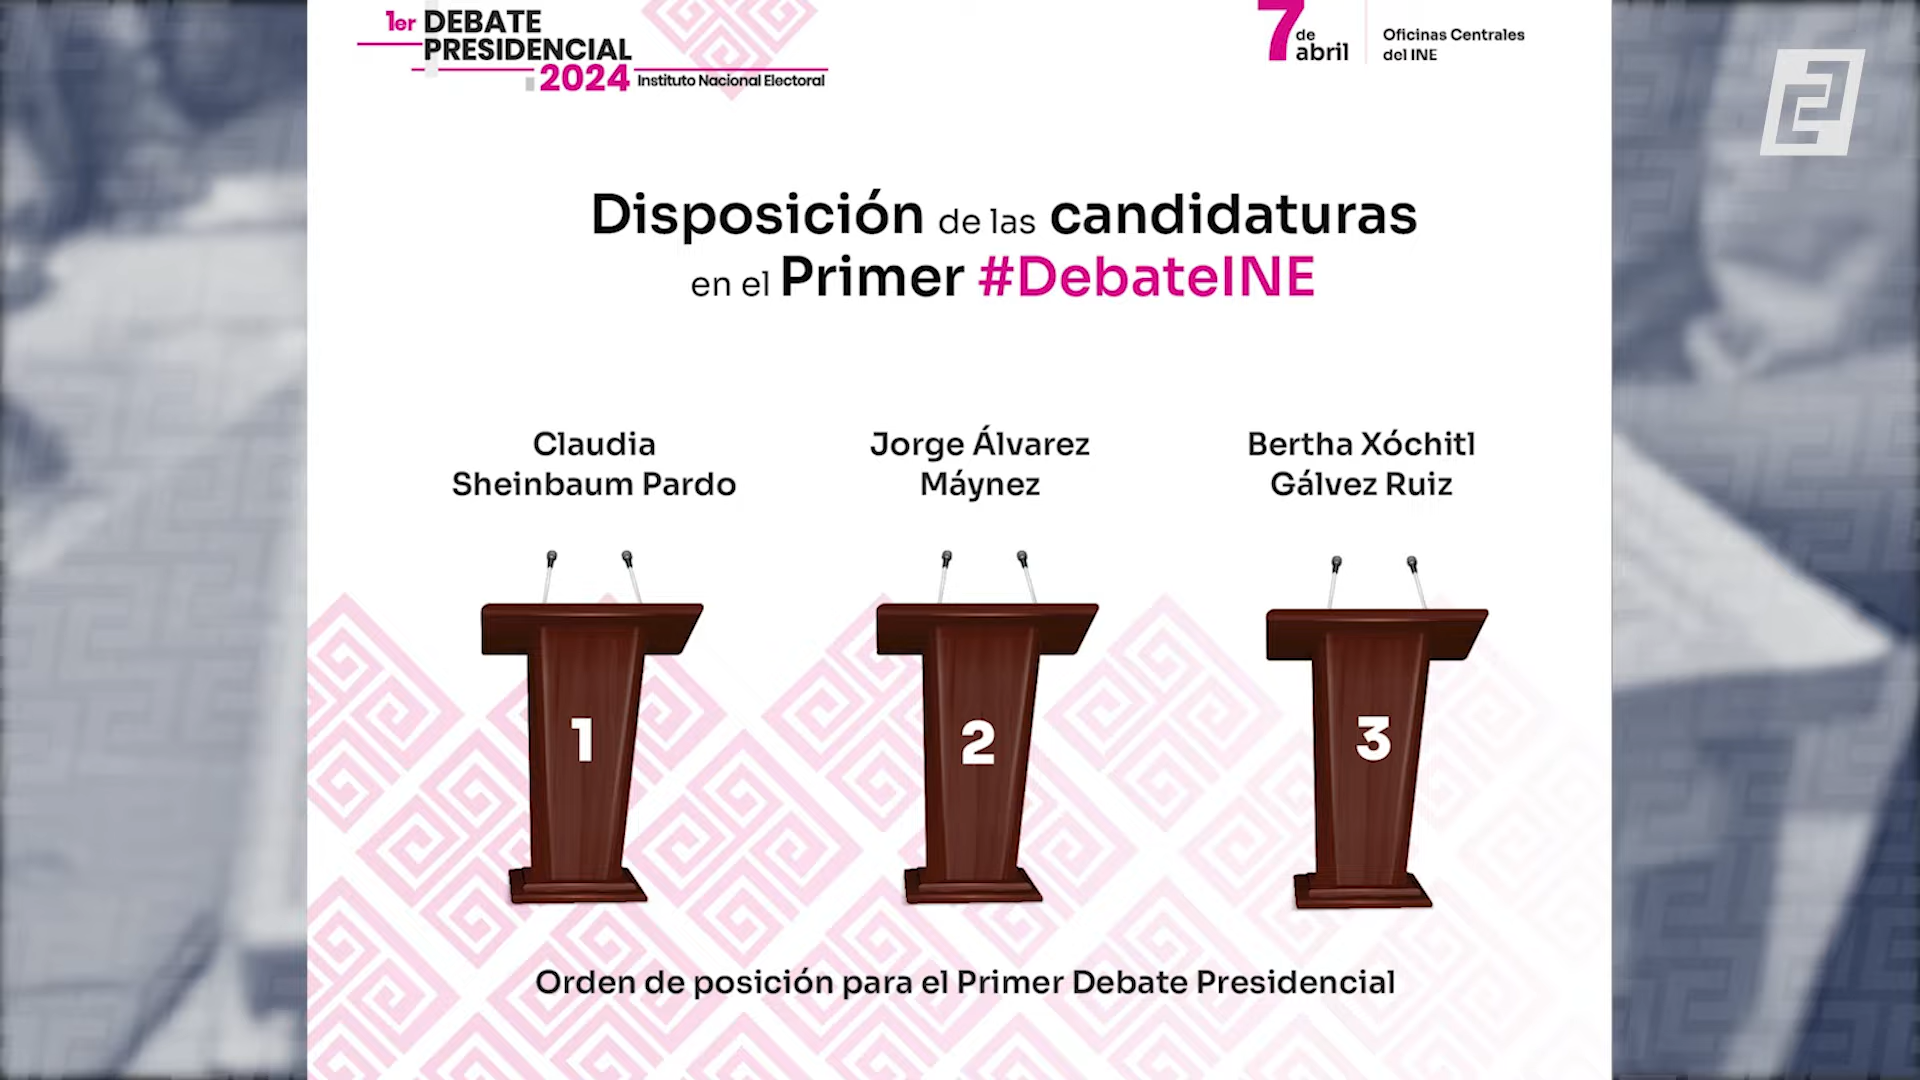 1er DEBATE
PRESIDENCIAL
2024 Instituto Nacional Electoral
7 de abril
Oficinas Centrales
del INE
Disposición de las candidaturas
en el Primer #DebateINE
Claudia
Sheinbaum Pardo
Jorge Álvarez
Máynez
Bertha Xóchitl
Gálvez Ruiz
1
2
3
Orden de posición para el Primer Debate Presidencial